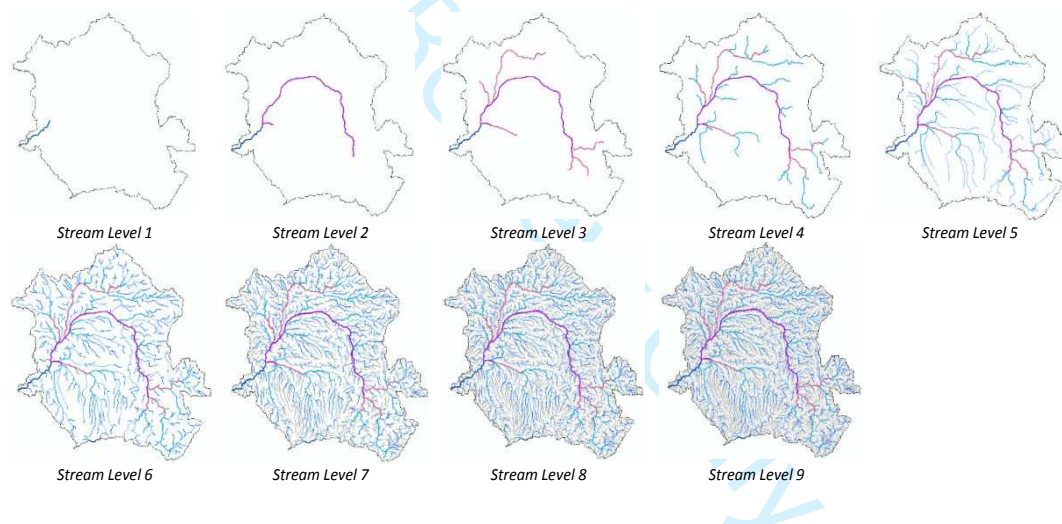 Stream Level 1
Stream Level 2
Stream Level 3
Stream Level 4
Stream Level 5
Stream Level 6
Stream Level 7
Stream Level 8
Stream Level 9